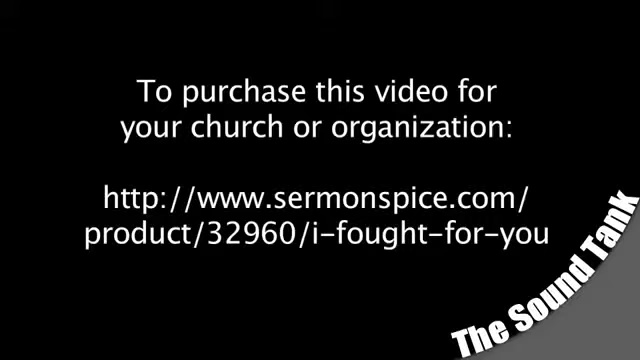 To purchase this video for
your church or organization:
http://www.sermonspice.com/
product/32960/i-fought-for-you
The Sound Tank